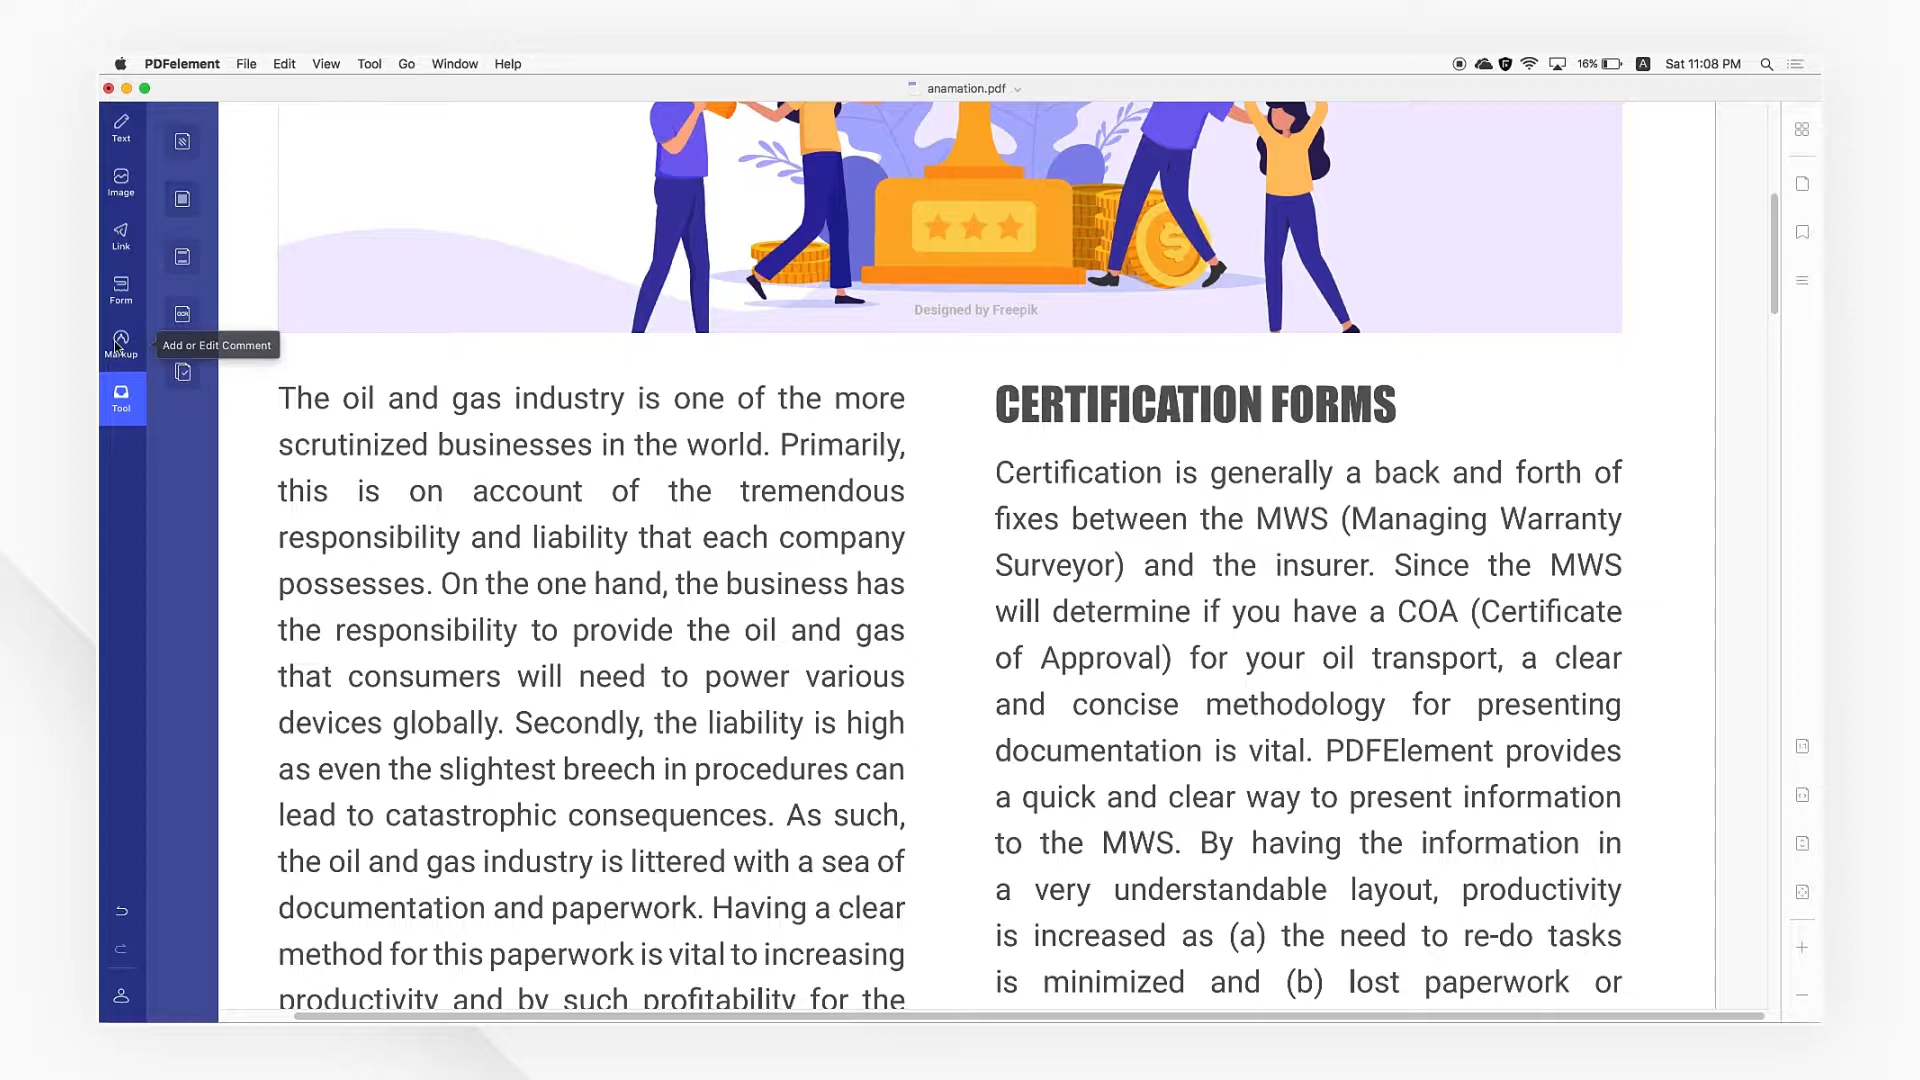 PDFelement File Edit View Tool Go Window Help
16% A Sat 11:08 PM
anamation.pdf
Text
Image
Link
Form
Markup
Tool
OCR
Add or Edit Comment
Designed by Freepik
The oil and gas industry is one of the more
scrutinized businesses in the world. Primarily,
this is on account of the tremendous
responsibility and liability that each company
possesses. On the one hand, the business has
the responsibility to provide the oil and gas
that consumers will need to power various
devices globally. Secondly, the liability is high
as even the slightest breech in procedures can
lead to catastrophic consequences. As such,
the oil and gas industry is littered with a sea of
documentation and paperwork. Having a clear
method for this paperwork is vital to increasing
productivity and by such profitability for the
CERTIFICATION FORMS
Certification is generally a back and forth of
fixes between the MWS (Managing Warranty
Surveyor) and the insurer. Since the MWS
will determine if you have a COA (Certificate
of Approval) for your oil transport, a clear
and concise methodology for presenting
documentation is vital. PDFElement provides
a quick and clear way to present information
to the MWS. By having the information in
a very understandable layout, productivity
is increased as (a) the need to re-do tasks
is minimized and (b) lost paperwork or